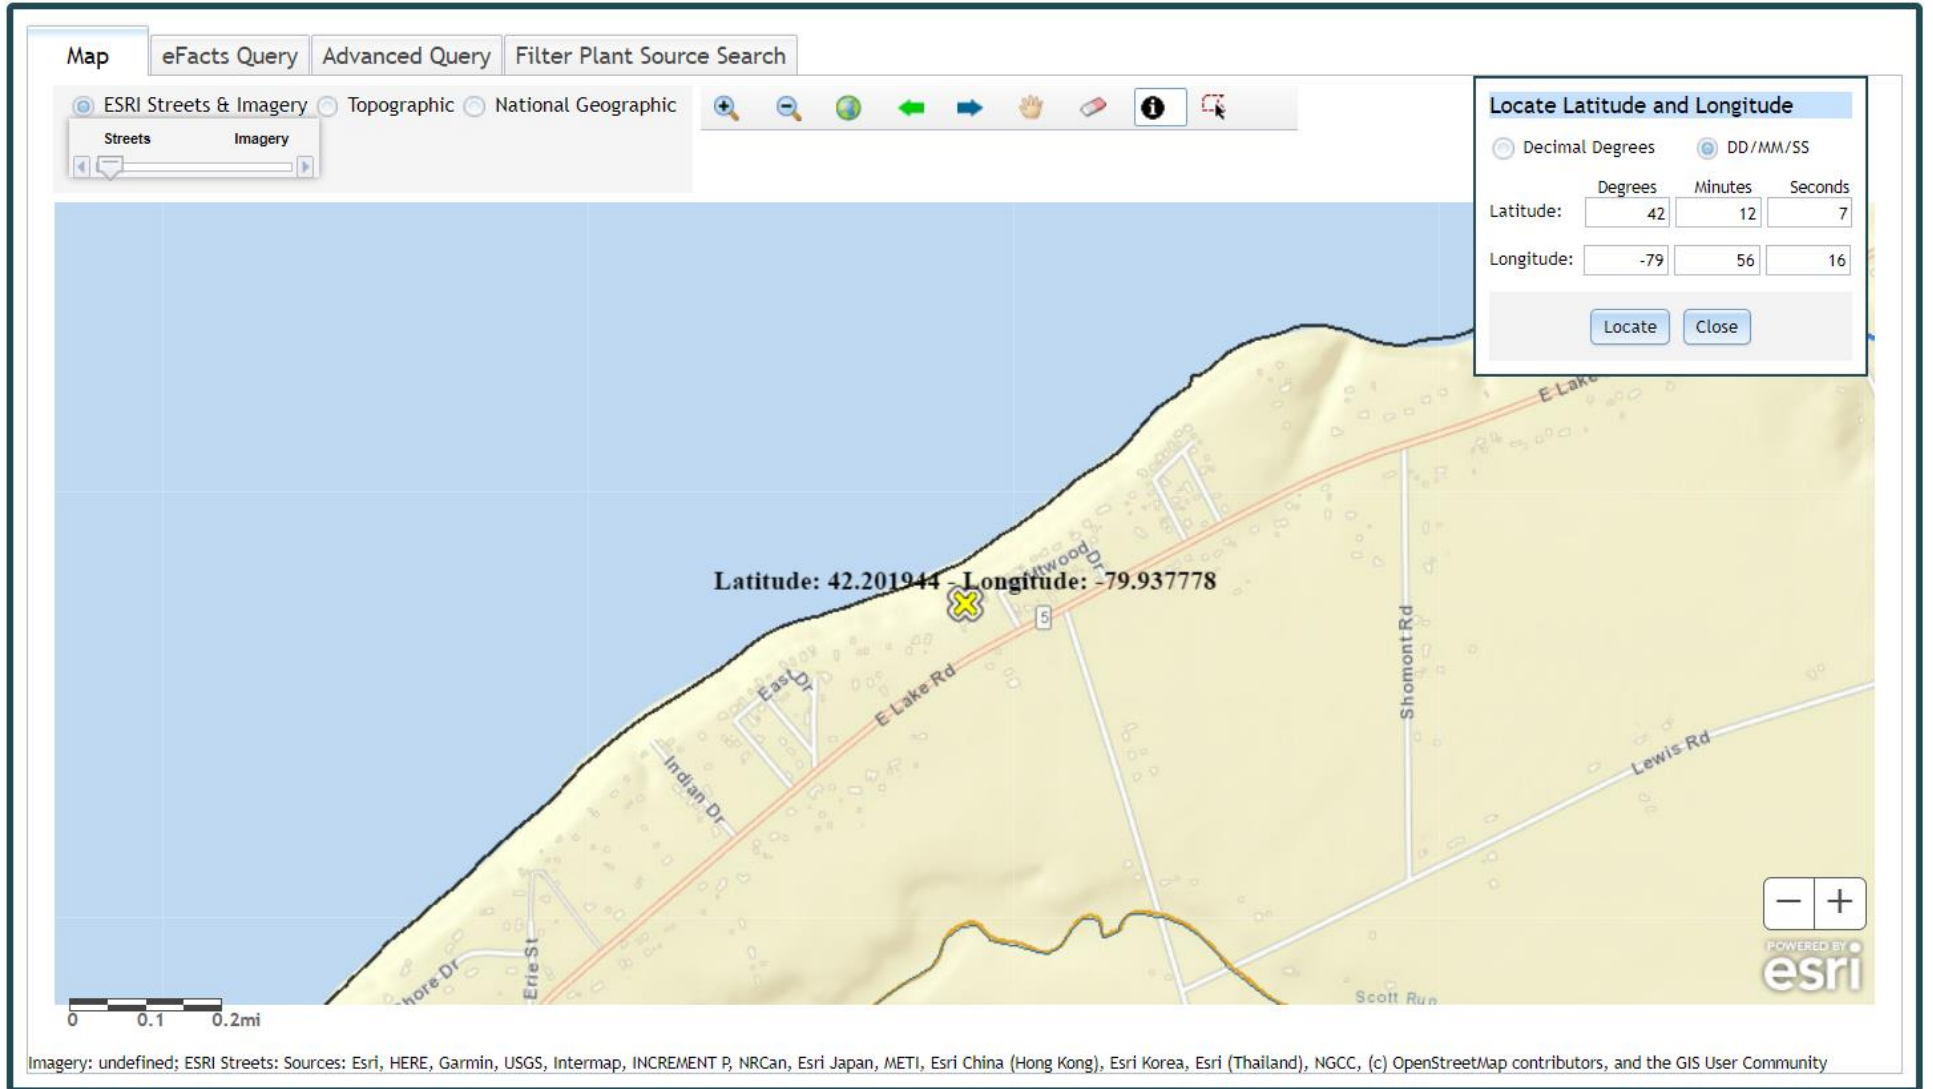 Map
eFacts Query
Advanced Query
Filter Plant Source Search
ESRI Streets & Imagery
Topographic
National Geographic
Streets
Imagery
Locate Latitude and Longitude
Decimal Degrees
DD/MM/SS
Degrees Minutes Seconds
Latitude: 42 12 7
Longitude: -79 56 16
Locate Close
E Lake
Latitude: 42.201944 - Longitude: -79.937778
Dr
5
E Lake Rd
East Dr
Indian Dr
Shomont Rd
Lewis Rd
Erie St
hore Dr
Scott Run
0 0.1 0.2mi
− +
POWERED BY
esri
Imagery: undefined; ESRI Streets: Sources: Esri, HERE, Garmin, USGS, Intermap, INCREMENT P, NRCan, Esri Japan, METI, Esri China (Hong Kong), Esri Korea, Esri (Thailand), NGCC, (c) OpenStreetMap contributors, and the GIS User Community